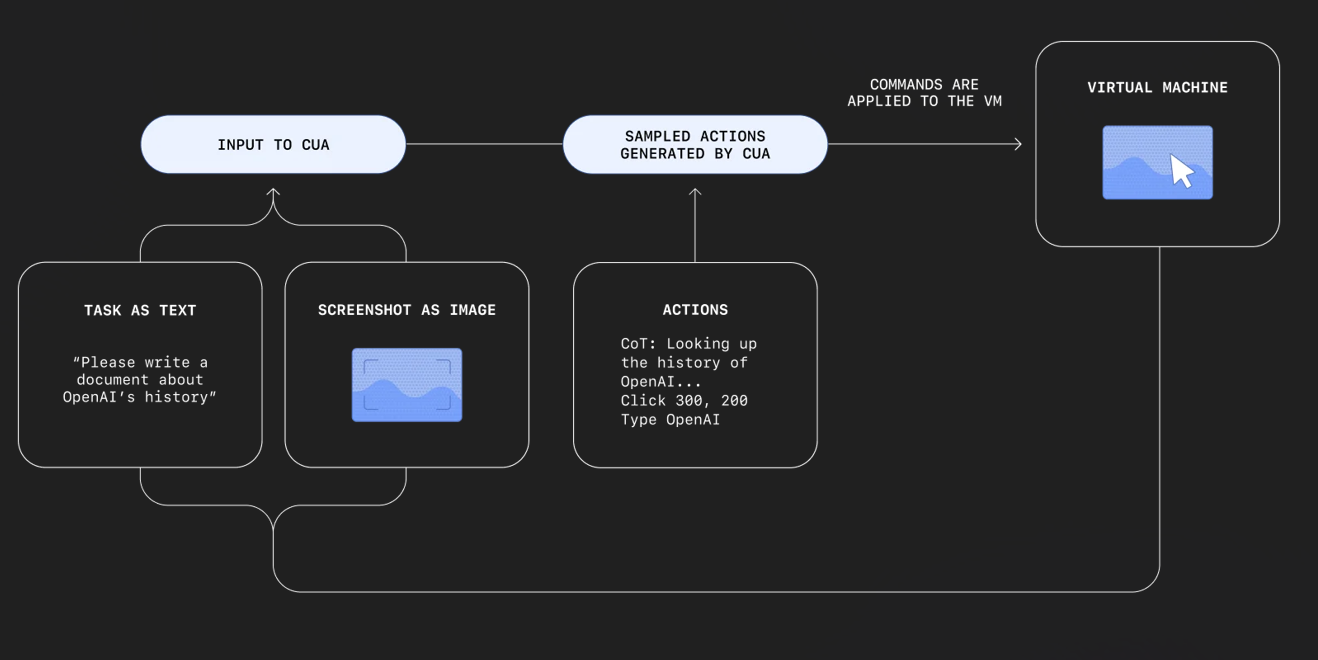 COMMANDS ARE
APPLIED TO THE VM
VIRTUAL MACHINE
INPUT TO CUA
SAMPLED ACTIONS
GENERATED BY CUA
TASK AS TEXT
“Please write a
document about
OpenAI’s history”
SCREENSHOT AS IMAGE
ACTIONS
CoT: Looking up
the history of
OpenAI...
Click 300, 200
Type OpenAI